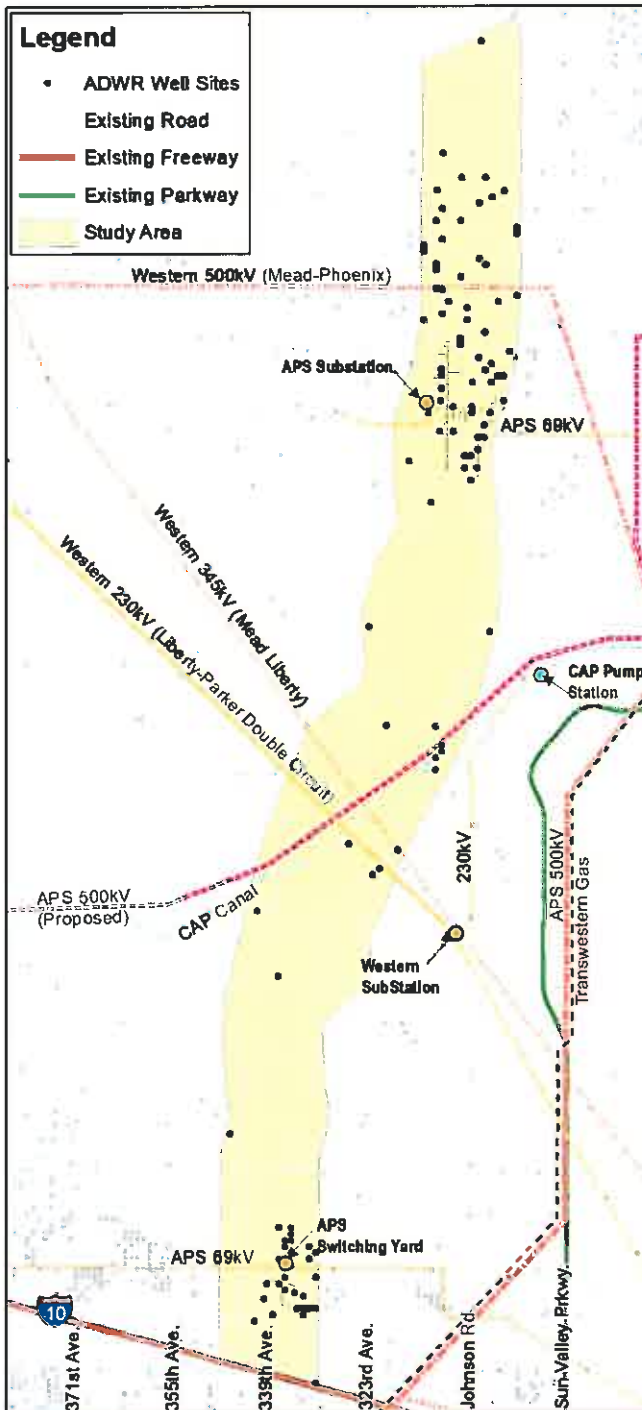 Legend
ADWR Well Sites
Existing Road
Existing Freeway
Existing Parkway
Study Area
Western 500kV (Mead-Phoenix)
APS Substation
APS 69kV
Western 345kV (Mead Liberty)
Western 230kV (Liberty-Parker Double Circuit)
CAP Pump
Station
230kV
APS 500kV
Transwestern Gas
APS 500kV
(Proposed)
CAP Canal
Western
SubStation
APS
Switching Yard
APS 69kV
10
371st Ave.
355th Ave.
339th Ave.
323rd Ave.
Johnson Rd.
Sun Valley Pkwy